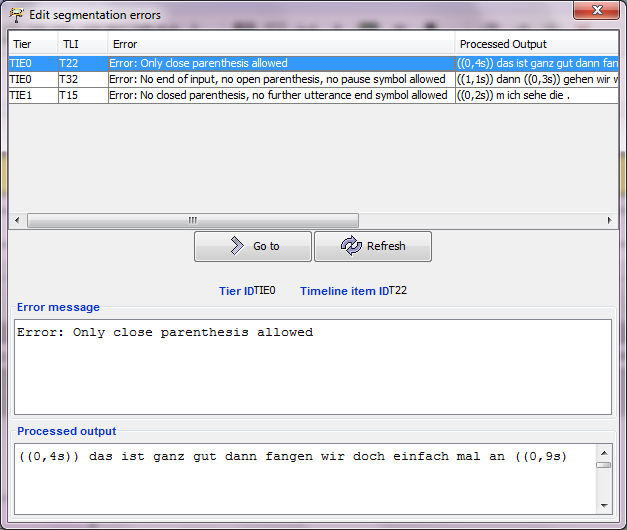 Edit segmentation errors
Tier TLI Error Processed Output
TIE0 T22 Error: Only close parenthesis allowed ((0,4s)) das ist ganz gut dann fan
TIE0 T32 Error: No end of input, no open parenthesis, no pause symbol allowed ((1,1s)) dann ((0,3s)) gehen wir w
TIE1 T15 Error: No closed parenthesis, no further utterance end symbol allowed ((0,2s)) m ich sehe die .
Go to Refresh
Tier ID TIE0 Timeline item ID T22
Error message
Error: Only close parenthesis allowed
Processed output
((0,4s)) das ist ganz gut dann fangen wir doch einfach mal an ((0,9s)